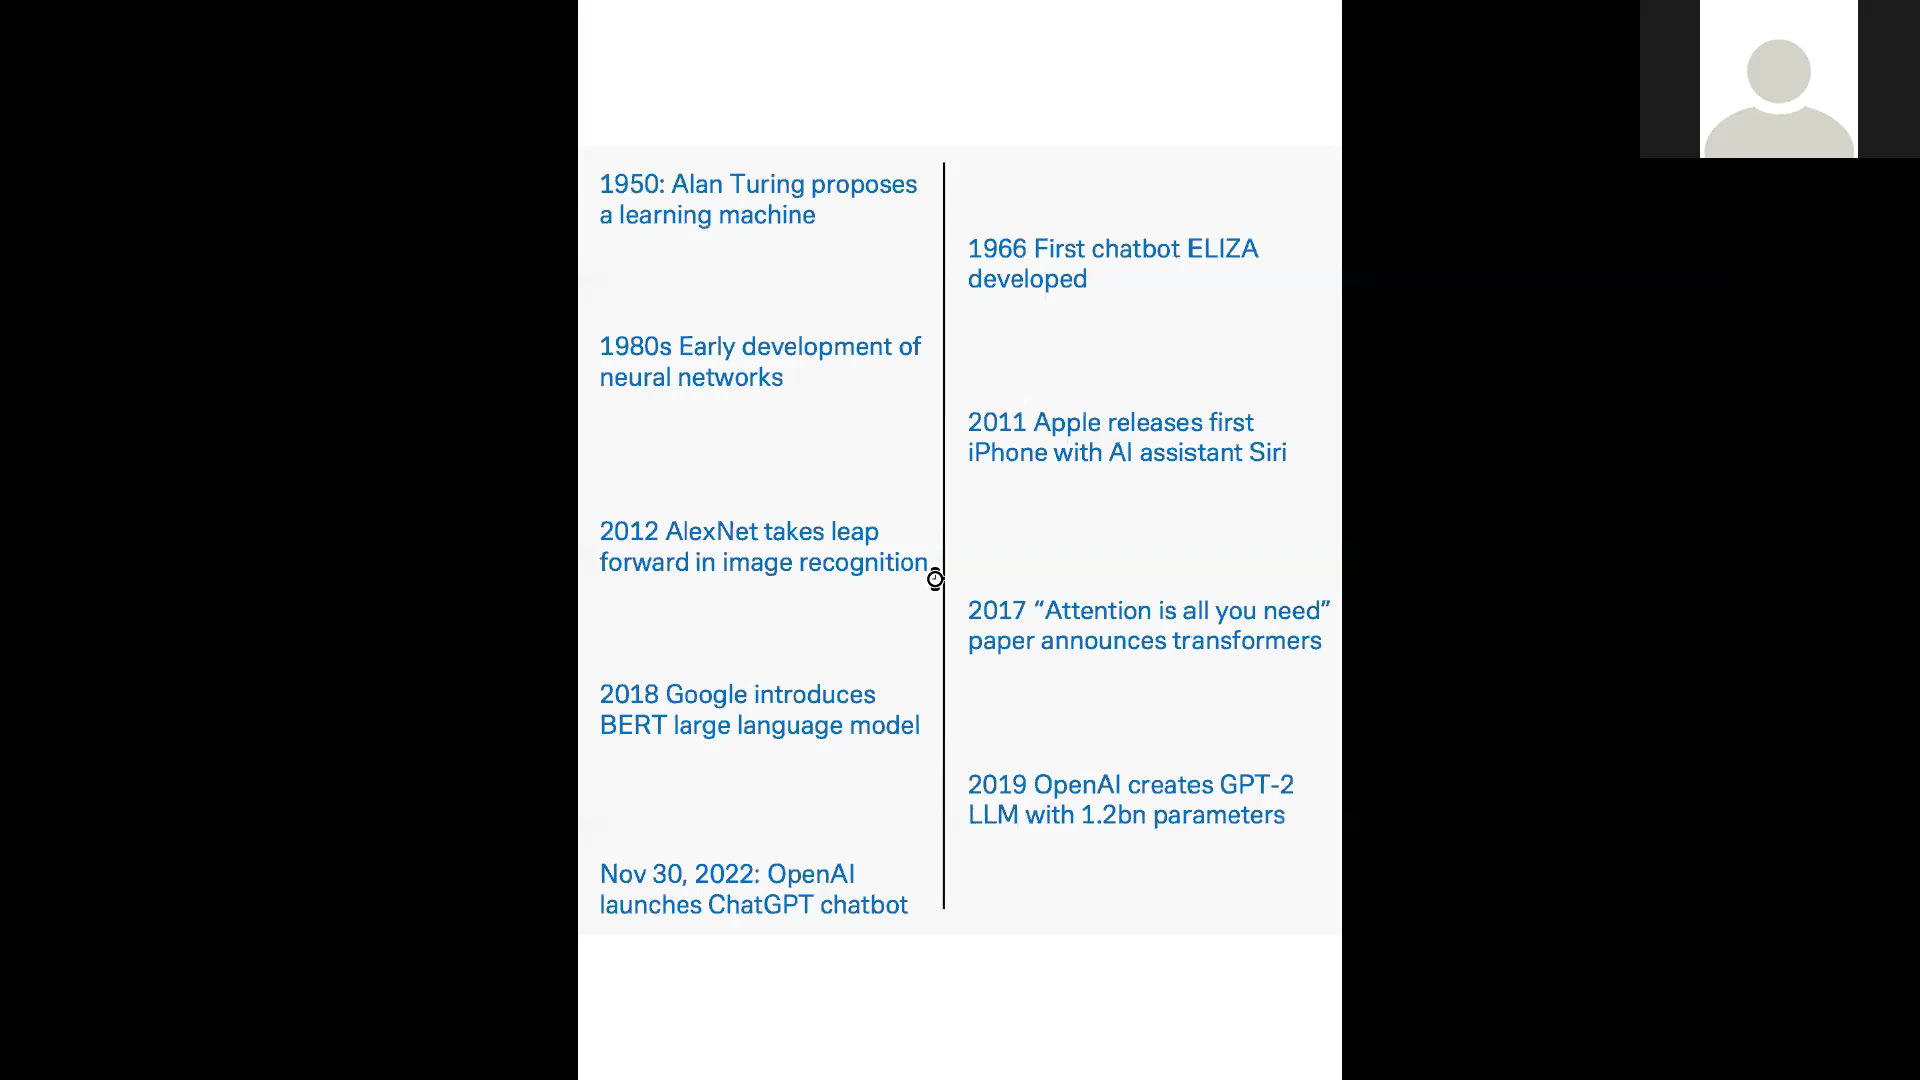 1950: Alan Turing proposes
a learning machine
1966 First chatbot ELIZA
developed
1980s Early development of
neural networks
2011 Apple releases first
iPhone with AI assistant Siri
2012 AlexNet takes leap
forward in image recognition
2017 “Attention is all you need”
paper announces transformers
2018 Google introduces
BERT large language model
2019 OpenAI creates GPT-2
LLM with 1.2bn parameters
Nov 30, 2022: OpenAI
launches ChatGPT chatbot